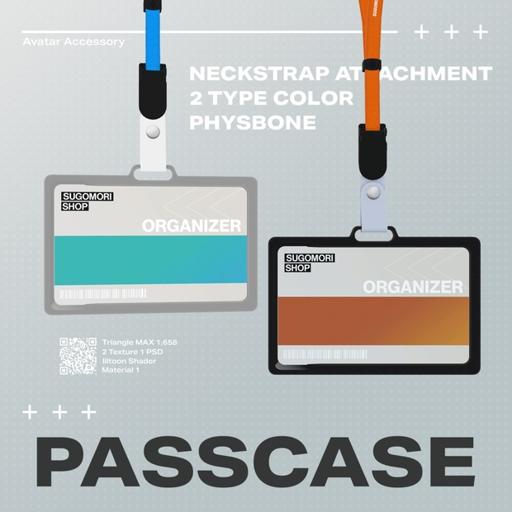 Avatar Accessory
NECKSTRAP ATTACHMENT
2 TYPE COLOR
PHYSBONE
SUGOMORI
SHOP
ORGANIZER
SUGOMORI
SHOP
ORGANIZER
Triangle MAX 1,658
2 Texture 1 PSD
liltoon Shader
Material 1
PASSCASE